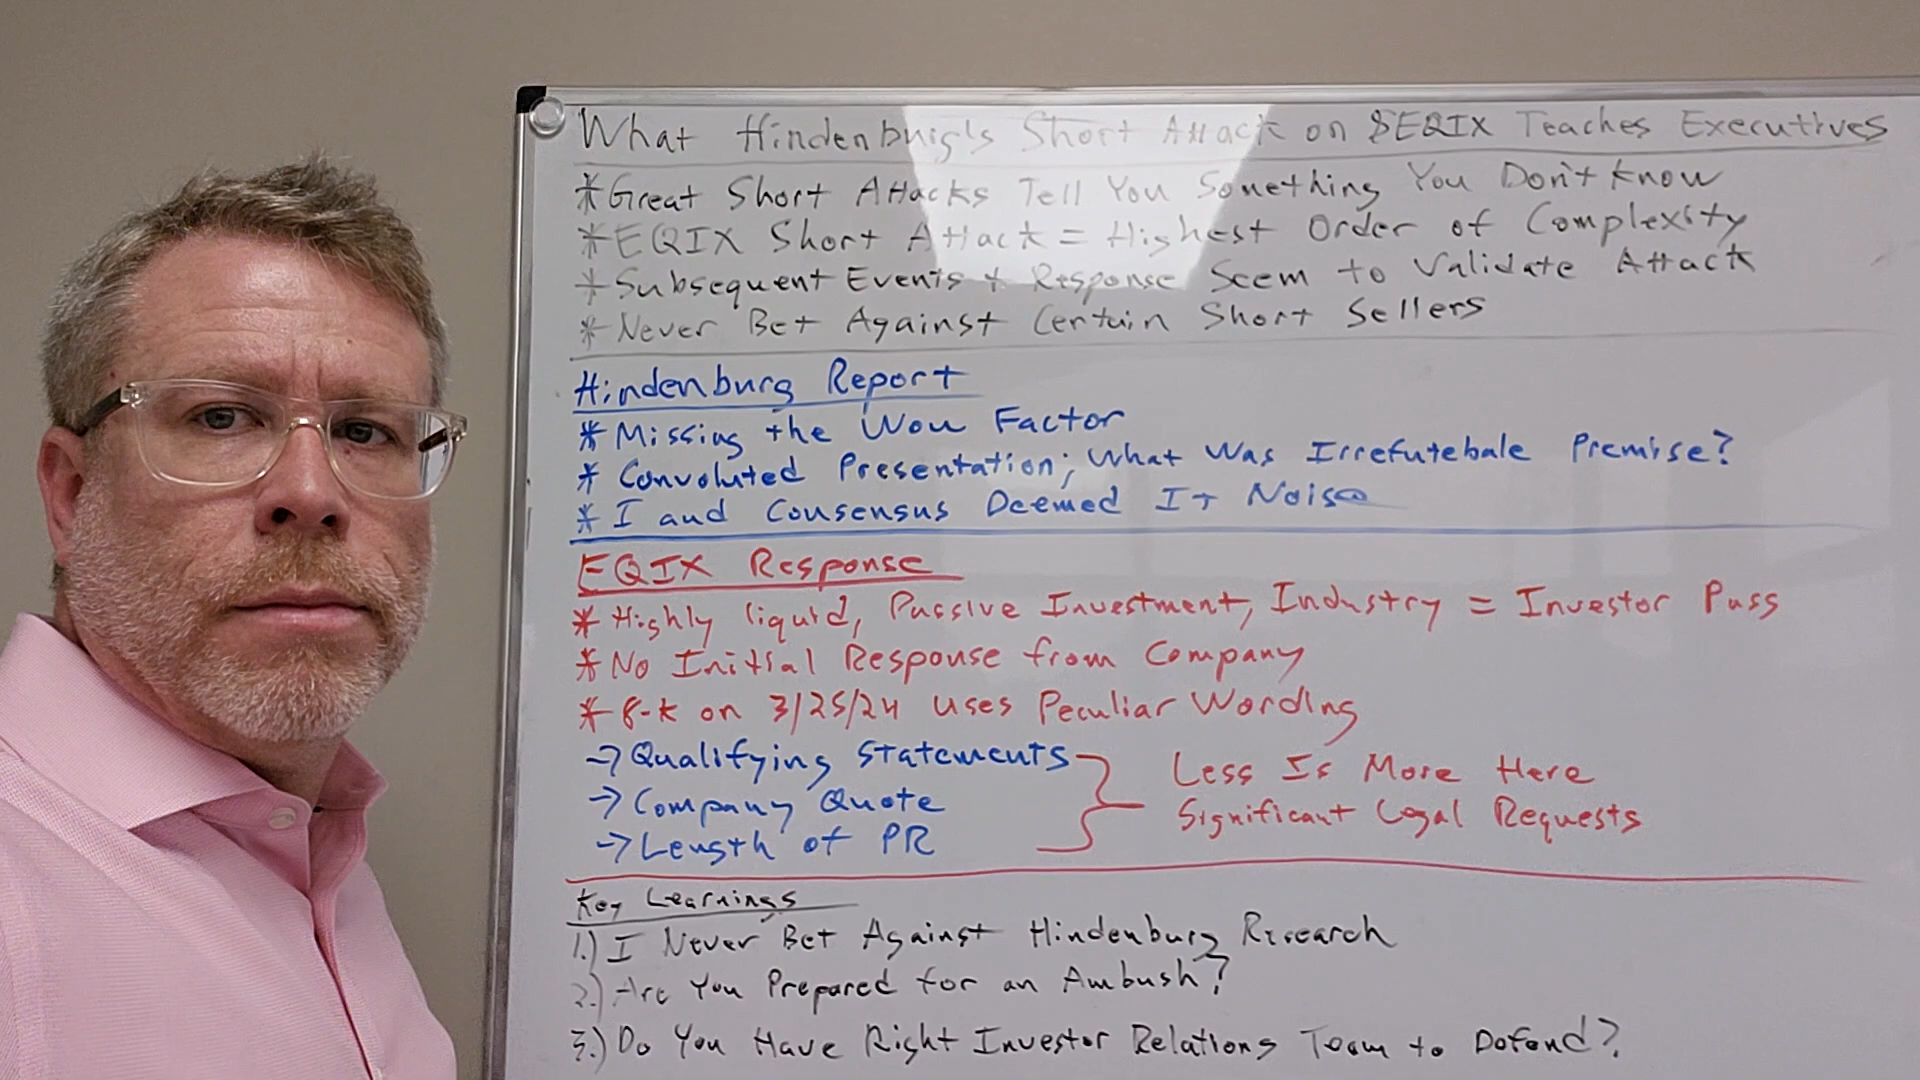 What Hindenburg's Short Attack on $EQIX Teaches Executives
* Great Short Attacks Tell You Something You Don't know
* EQIX Short Attack = Highest Order of Complexity
* Subsequent Events + Response Seem to Validate Attack
* Never Bet Against Certain Short Sellers
Hindenburg Report
* Missing the Wow Factor
* Convoluted Presentation; What Was Irrefutebale Premise?
* I and Consensus Deemed It Noise
EQIX Response
* Highly liquid, Passive Investment, Industry = Investor Pass
* No Initial Response from Company
* 8-K on 3/25/24 uses Peculiar Wording
→ Qualifying Statements
→ Company Quote
→ Length of PR
Less Is More Here
Significant Legal Requests
Key Learnings
1.) I Never Bet Against Hindenburg Research
2.) Are You Prepared for an Ambush?
3.) Do You Have Right Investor Relations Team to Defend?